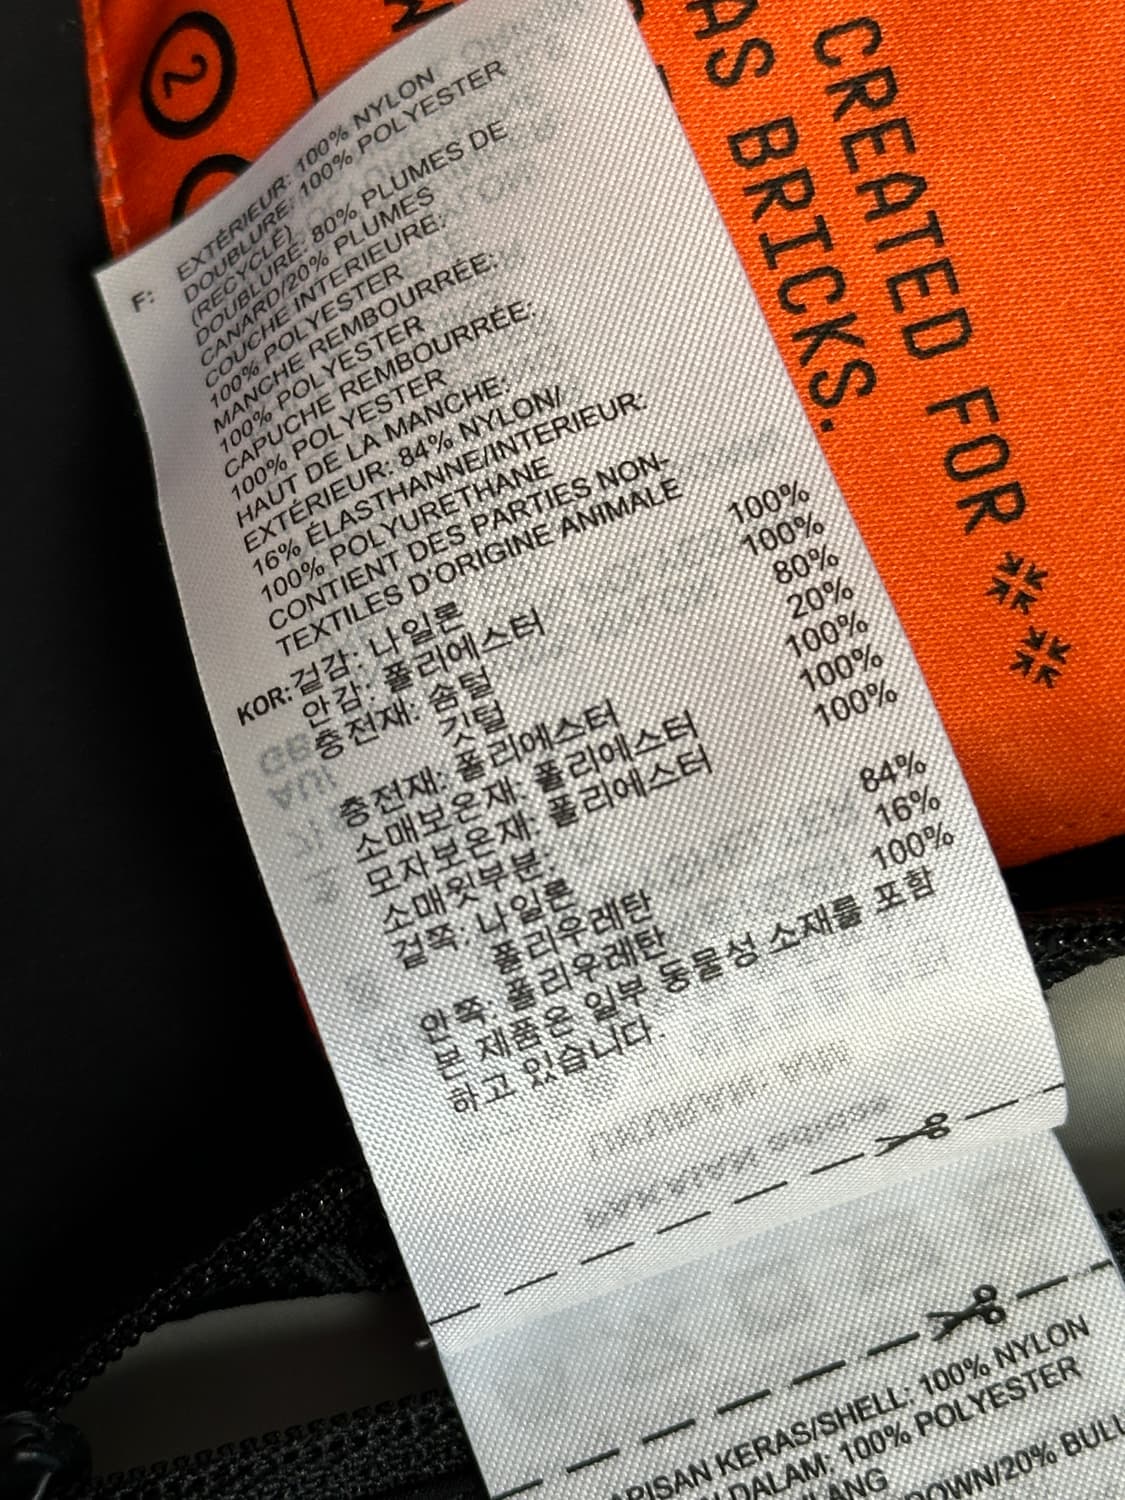 CREATED FOR
AS BRICKS.
2
F: EXTÉRIEUR: 100% NYLON
DOUBLURE: 100% POLYESTER
(RECYCLÉ)
DOUBLURE: 80% PLUMES DE
CANARD/20% PLUMES
COUCHE INTERIEURE:
100% POLYESTER
MANCHE REMBOURRÉE:
100% POLYESTER
CAPUCHE REMBOURRÉE:
100% POLYESTER
HAUT DE LA MANCHE:
EXTÉRIEUR: 84% NYLON/
16% ÉLASTHANNE/INTERIEUR:
100% POLYURETHANE
CONTIENT DES PARTIES NON-
TEXTILES D'ORIGINE ANIMALE
KOR: 겉감: 나일론 100%
안감: 폴리에스터 100%
충전재: 솜털 80%
깃털 20%
충전재: 폴리에스터 100%
소매보온재: 폴리에스터 100%
모자보온재: 폴리에스터 100%
소매윗부분:
겉쪽: 나일론 84%
폴리우레탄 16%
안쪽: 폴리우레탄 100%
본 제품은 일부 동물성 소재를 포함
하고 있습니다.
KERAS/SHELL: 100% NYLON
DALAM: 100% POLYESTER